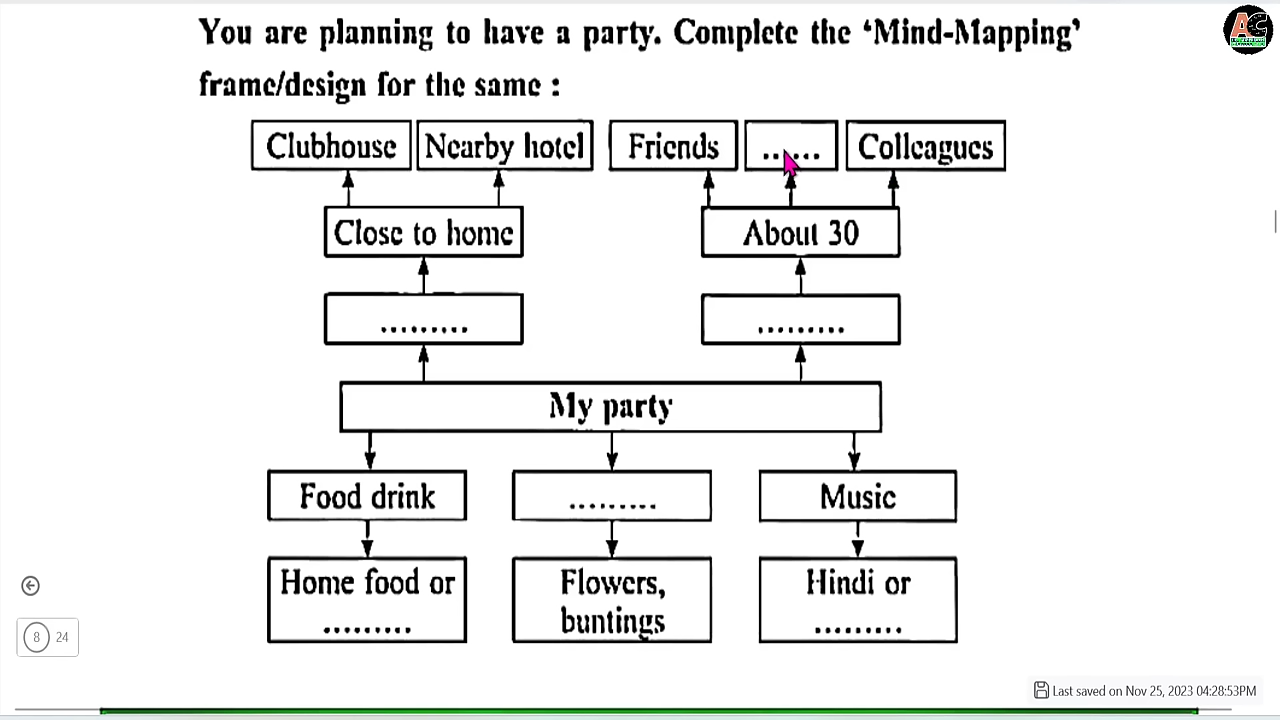 You are planning to have a party. Complete the ‘Mind-Mapping’
frame/design for the same :
Clubhouse Nearby hotel Friends ...... Colleagues
Close to home About 30
......... .........
My party
Food drink ......... Music
Home food or Flowers, Hindi or
......... buntings .........
8 24
Last saved on Nov 25, 2023 04:28:53PM
AC